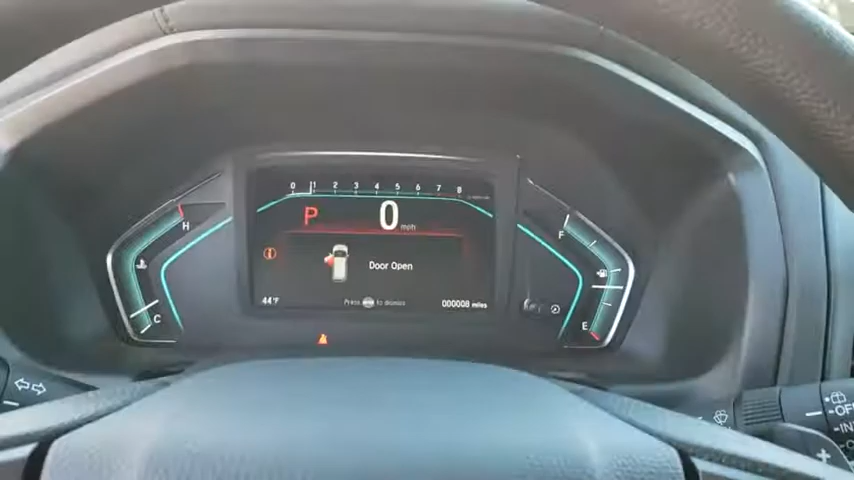 0 1 2 3 4 5 6 7 8
P 0 mph
H
F
Door Open
44°F
Press to dismiss
000008 miles
C
E
-OFF
-INT
+